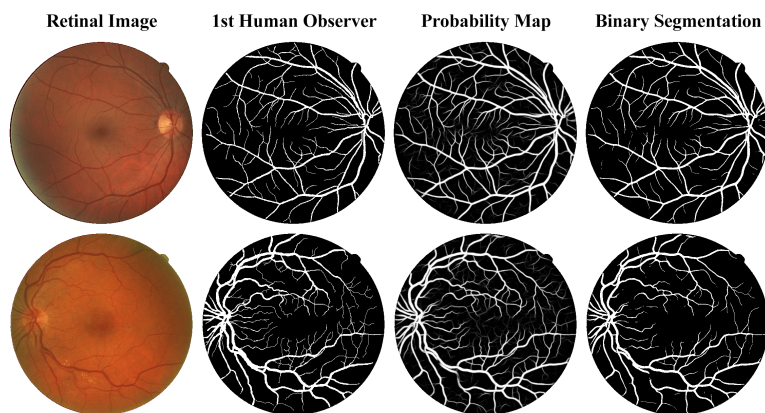 Retinal Image
1st Human Observer
Probability Map
Binary Segmentation